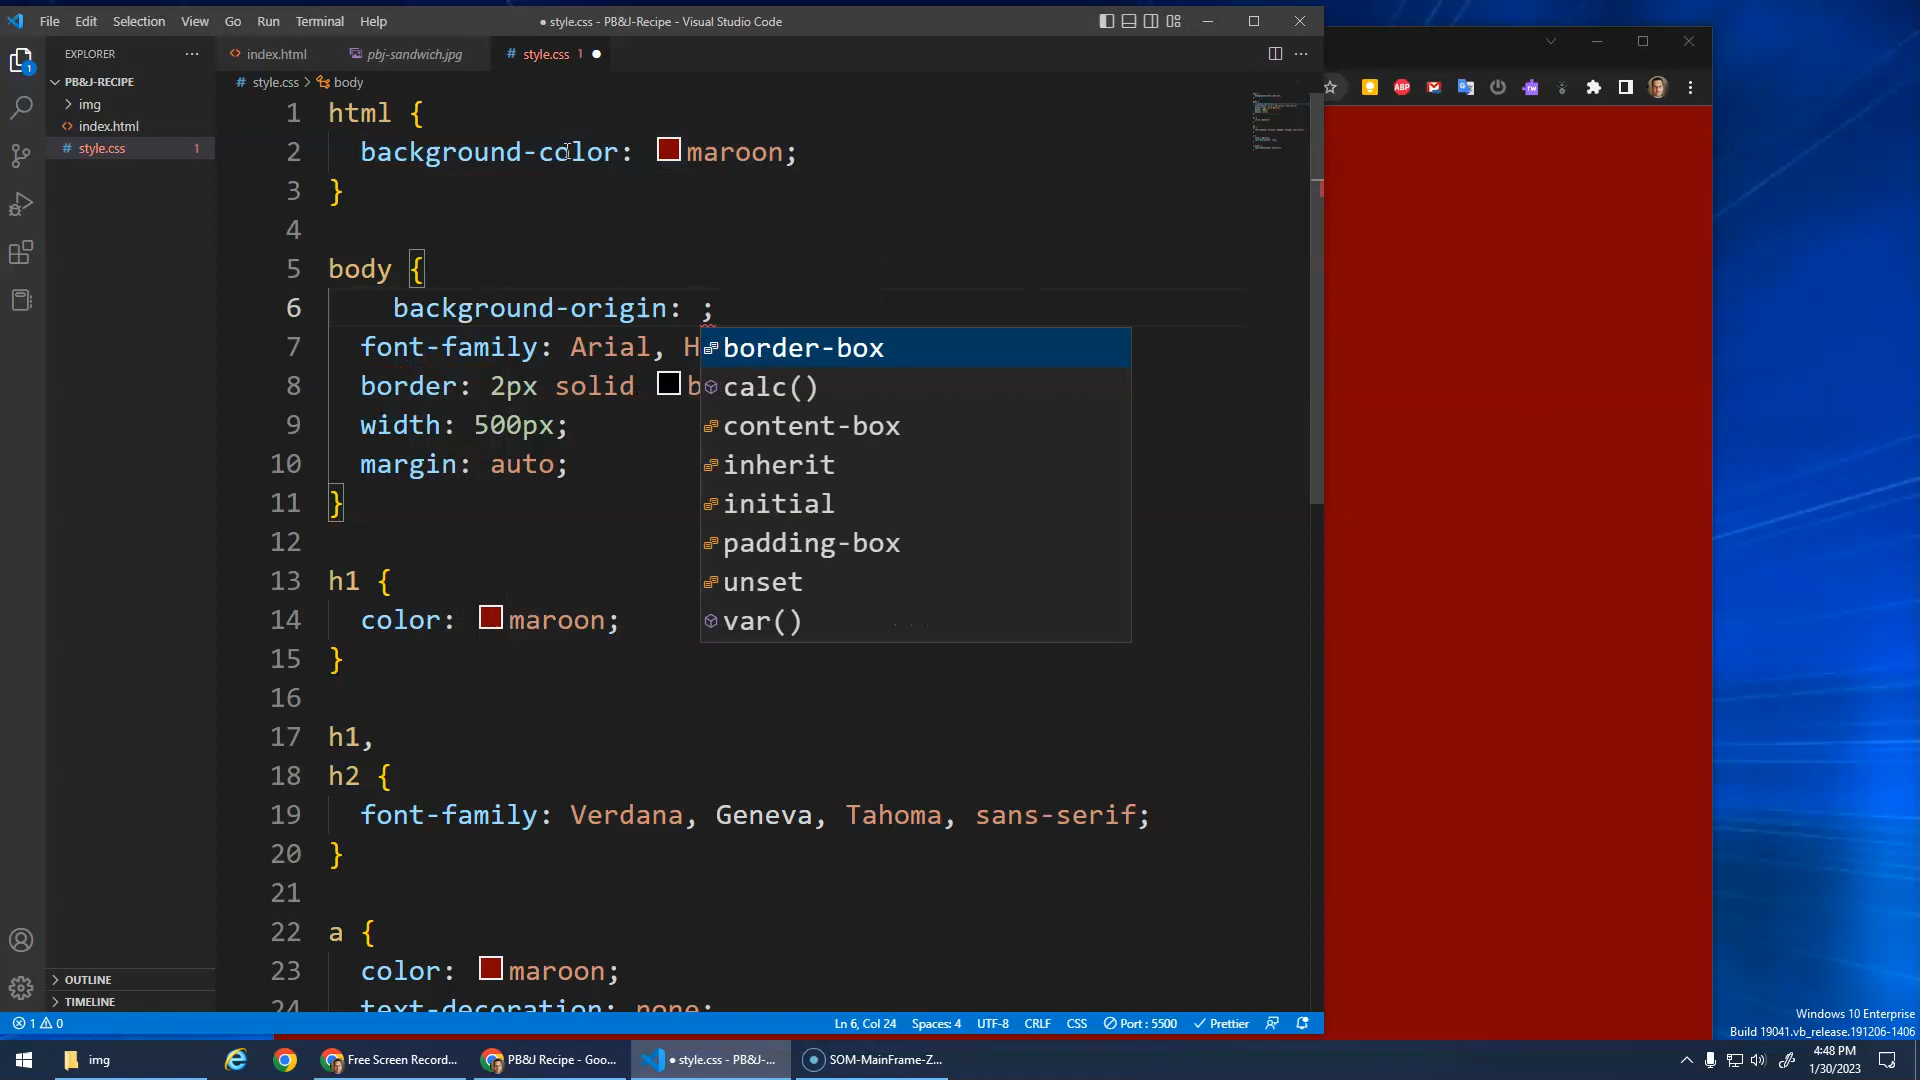 File Edit Selection View Go Run Terminal Help
● style.css - PB&J-Recipe - Visual Studio Code
EXPLORER
PB&J-RECIPE
img
index.html
style.css 1
index.html
pbj-sandwich.jpg
style.css 1
style.css > body
1 html {
2 background-color: maroon;
3 }
4
5 body {
6 background-origin: ;
7 font-family: Arial, H
8 border: 2px solid b
9 width: 500px;
10 margin: auto;
11 }
12
13 h1 {
14 color: maroon;
15 }
16
17 h1,
18 h2 {
19 font-family: Verdana, Geneva, Tahoma, sans-serif;
20 }
21
22 a {
23 color: maroon;
24 text-decoration: none;
border-box
calc()
content-box
inherit
initial
padding-box
unset
var()
ABP
rw
OUTLINE
TIMELINE
1 0
Ln 6, Col 24 Spaces: 4 UTF-8 CRLF CSS Port : 5500 Prettier
Windows 10 Enterprise
Build 19041.vb_release.191206-1406
img
Free Screen Record...
PB&J Recipe - Goo...
● style.css - PB&J-...
SOM-MainFrame-Z...
4:48 PM
1/30/2023